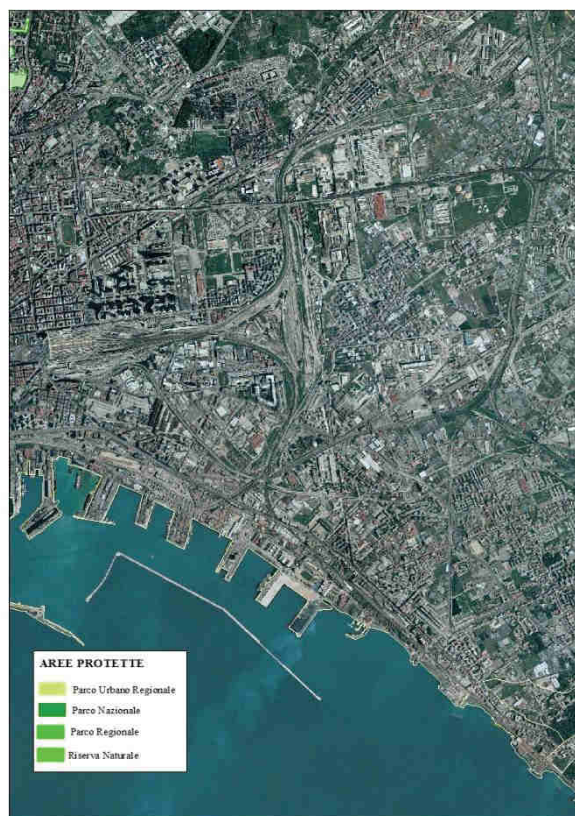 AREE PROTETTE
Parco Urbano Regionale
Parco Nazionale
Parco Regionale
Riserva Naturale